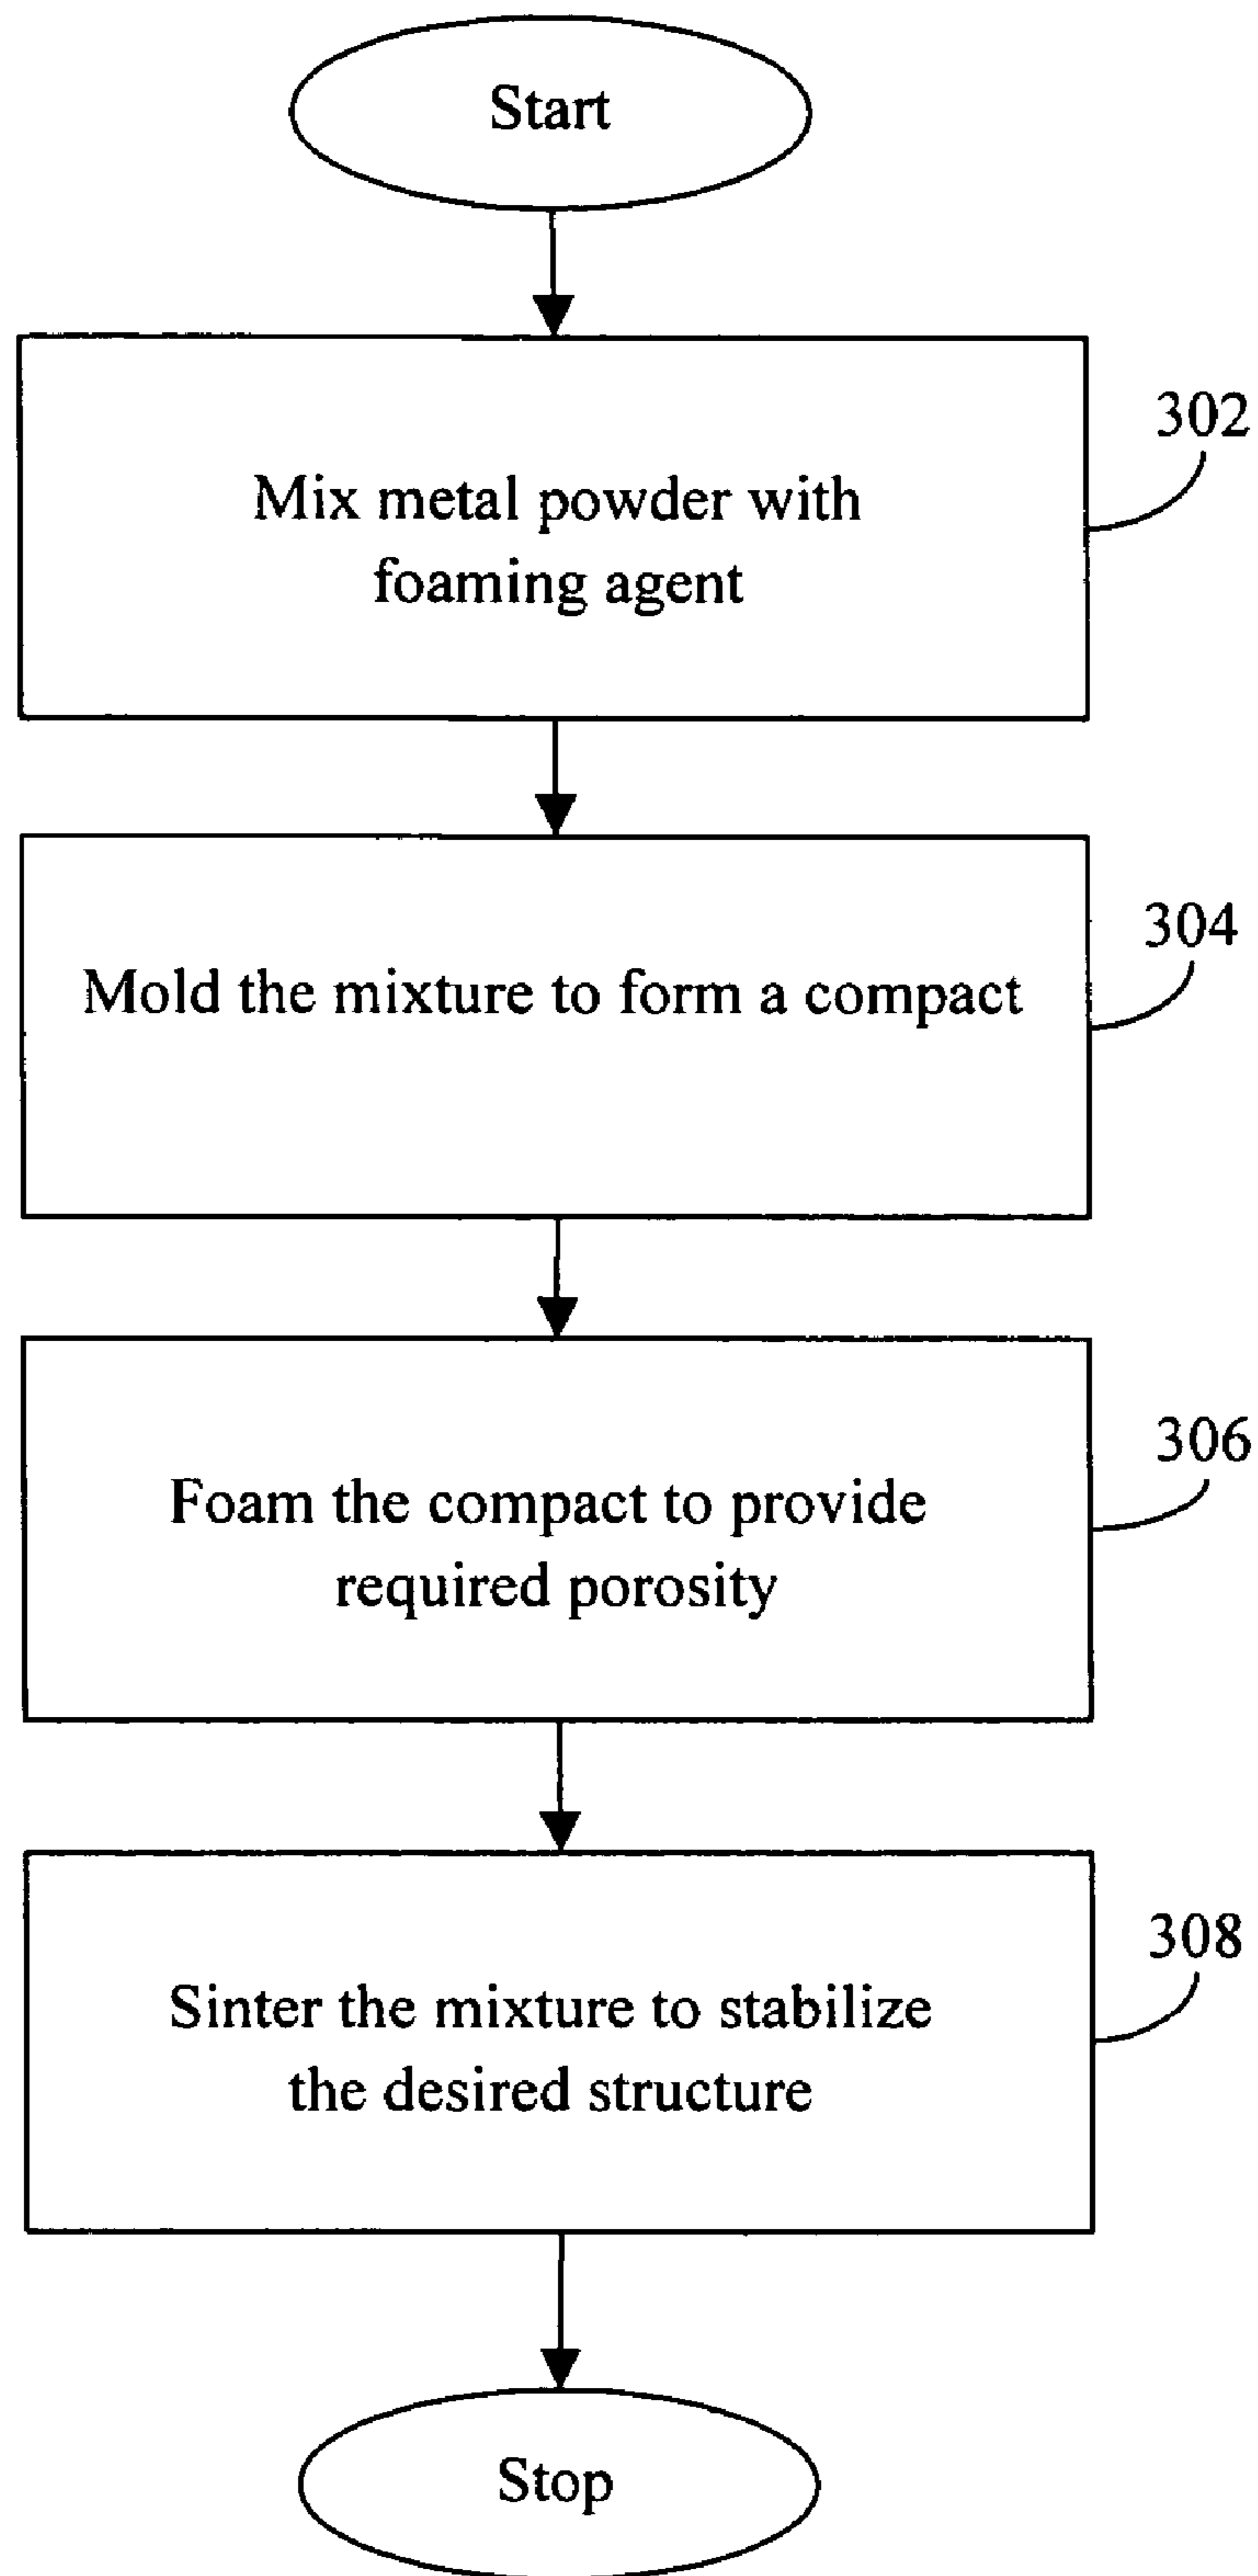 Start
302
Mix metal powder with
foaming agent
304
Mold the mixture to form a compact
306
Foam the compact to provide
required porosity
308
Sinter the mixture to stabilize
the desired structure
Stop